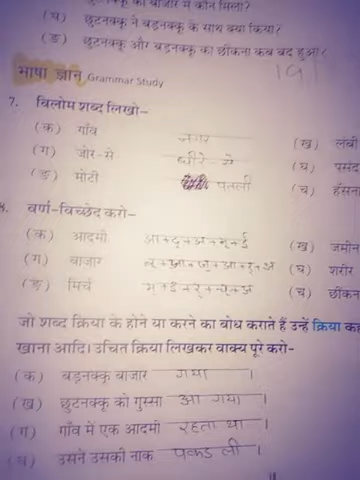 (घ) छुटनक्कू ने बड़नक्कू के साथ क्या किया?
(ङ) छुटनक्कू और बड़नक्कू का छींकना कब बंद हुआ?
भाषा ज्ञान Grammar Study
7. विलोम शब्द लिखो–
(क) गाँव नगर (ख) लंबी
(ग) जोर-से धीरे से (घ) पसंद
(ङ) मोटी पतली (च) हँसना
8. वर्ण-विच्छेद करो–
(क) आदमी आ+द्+अ+म्+ई (ख) जमीन
(ग) बाजार (घ) शरीर
(ङ) मिर्च (च) छींकन
जो शब्द क्रिया के होने या करने का बोध कराते हैं उन्हें क्रिया कह
खाना आदि। उचित क्रिया लिखकर वाक्य पूरे करो–
(क) बड़नक्कू बाजार गया ।
(ख) छुटनक्कू को गुस्सा आ गया ।
(ग) गाँव में एक आदमी रहता था ।
(घ) उसने उसकी नाक पकड ली ।